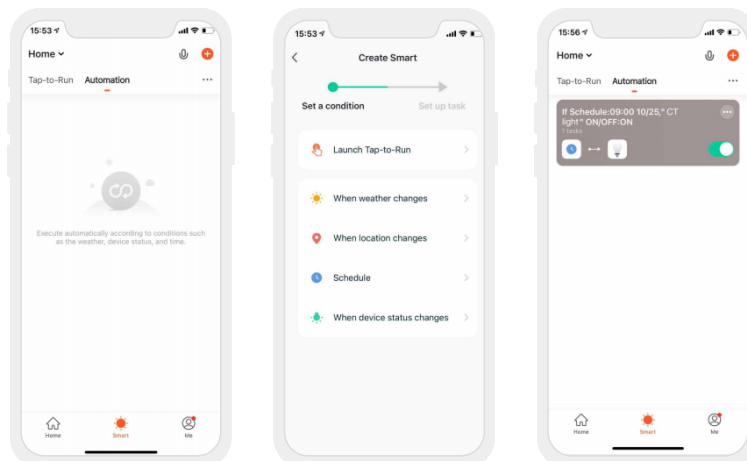 15:53
Home
Tap-to-Run Automation
Execute automatically according to conditions such
as the weather, device status, and time.
Home Smart Me
15:53
Create Smart
Set a condition Set up task
Launch Tap-to-Run
When weather changes
When location changes
Schedule
When device status changes
15:56
Home
Tap-to-Run Automation
If Schedule:09:00 10/25," CT
light" ON/OFF:ON
1 tasks
Home Smart Me